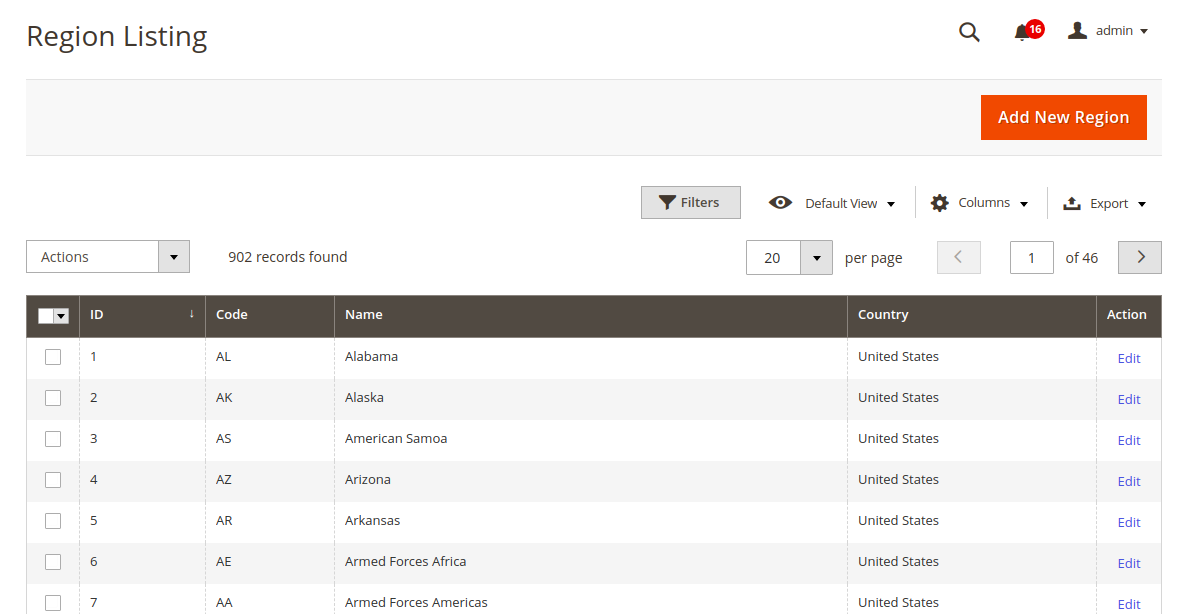 Region Listing
16
admin
Add New Region
Filters
Default View
Columns
Export
Actions
902 records found
20
per page
1
of 46
ID ↓ Code Name Country Action
1 AL Alabama United States Edit
2 AK Alaska United States Edit
3 AS American Samoa United States Edit
4 AZ Arizona United States Edit
5 AR Arkansas United States Edit
6 AE Armed Forces Africa United States Edit
7 AA Armed Forces Americas United States Edit